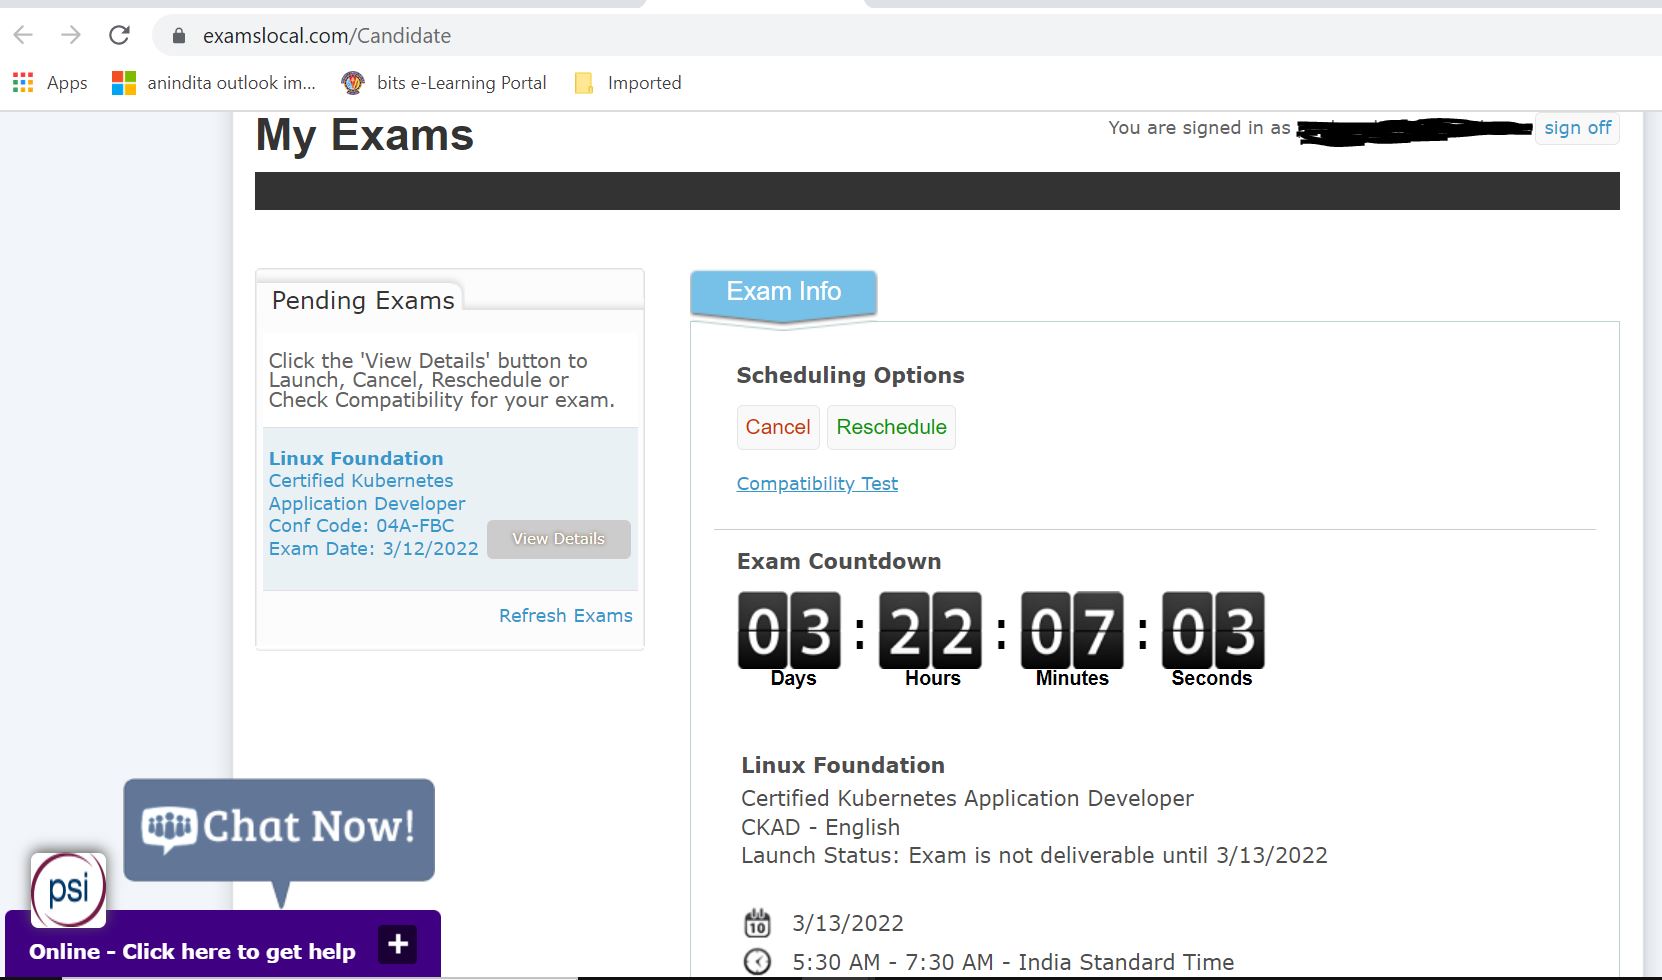 examslocal.com/Candidate
Apps
anindita outlook im...
bits e-Learning Portal
Imported
My Exams
You are signed in as
sign off
Pending Exams
Click the 'View Details' button to
Launch, Cancel, Reschedule or
Check Compatibility for your exam.
Linux Foundation
Certified Kubernetes
Application Developer
Conf Code: 04A-FBC
Exam Date: 3/12/2022
View Details
Refresh Exams
Exam Info
Scheduling Options
Cancel Reschedule
Compatibility Test
Exam Countdown
03 : 22 : 07 : 03
Days Hours Minutes Seconds
Linux Foundation
Certified Kubernetes Application Developer
CKAD - English
Launch Status: Exam is not deliverable until 3/13/2022
10 3/13/2022
5:30 AM - 7:30 AM - India Standard Time
Chat Now!
psi
Online - Click here to get help +